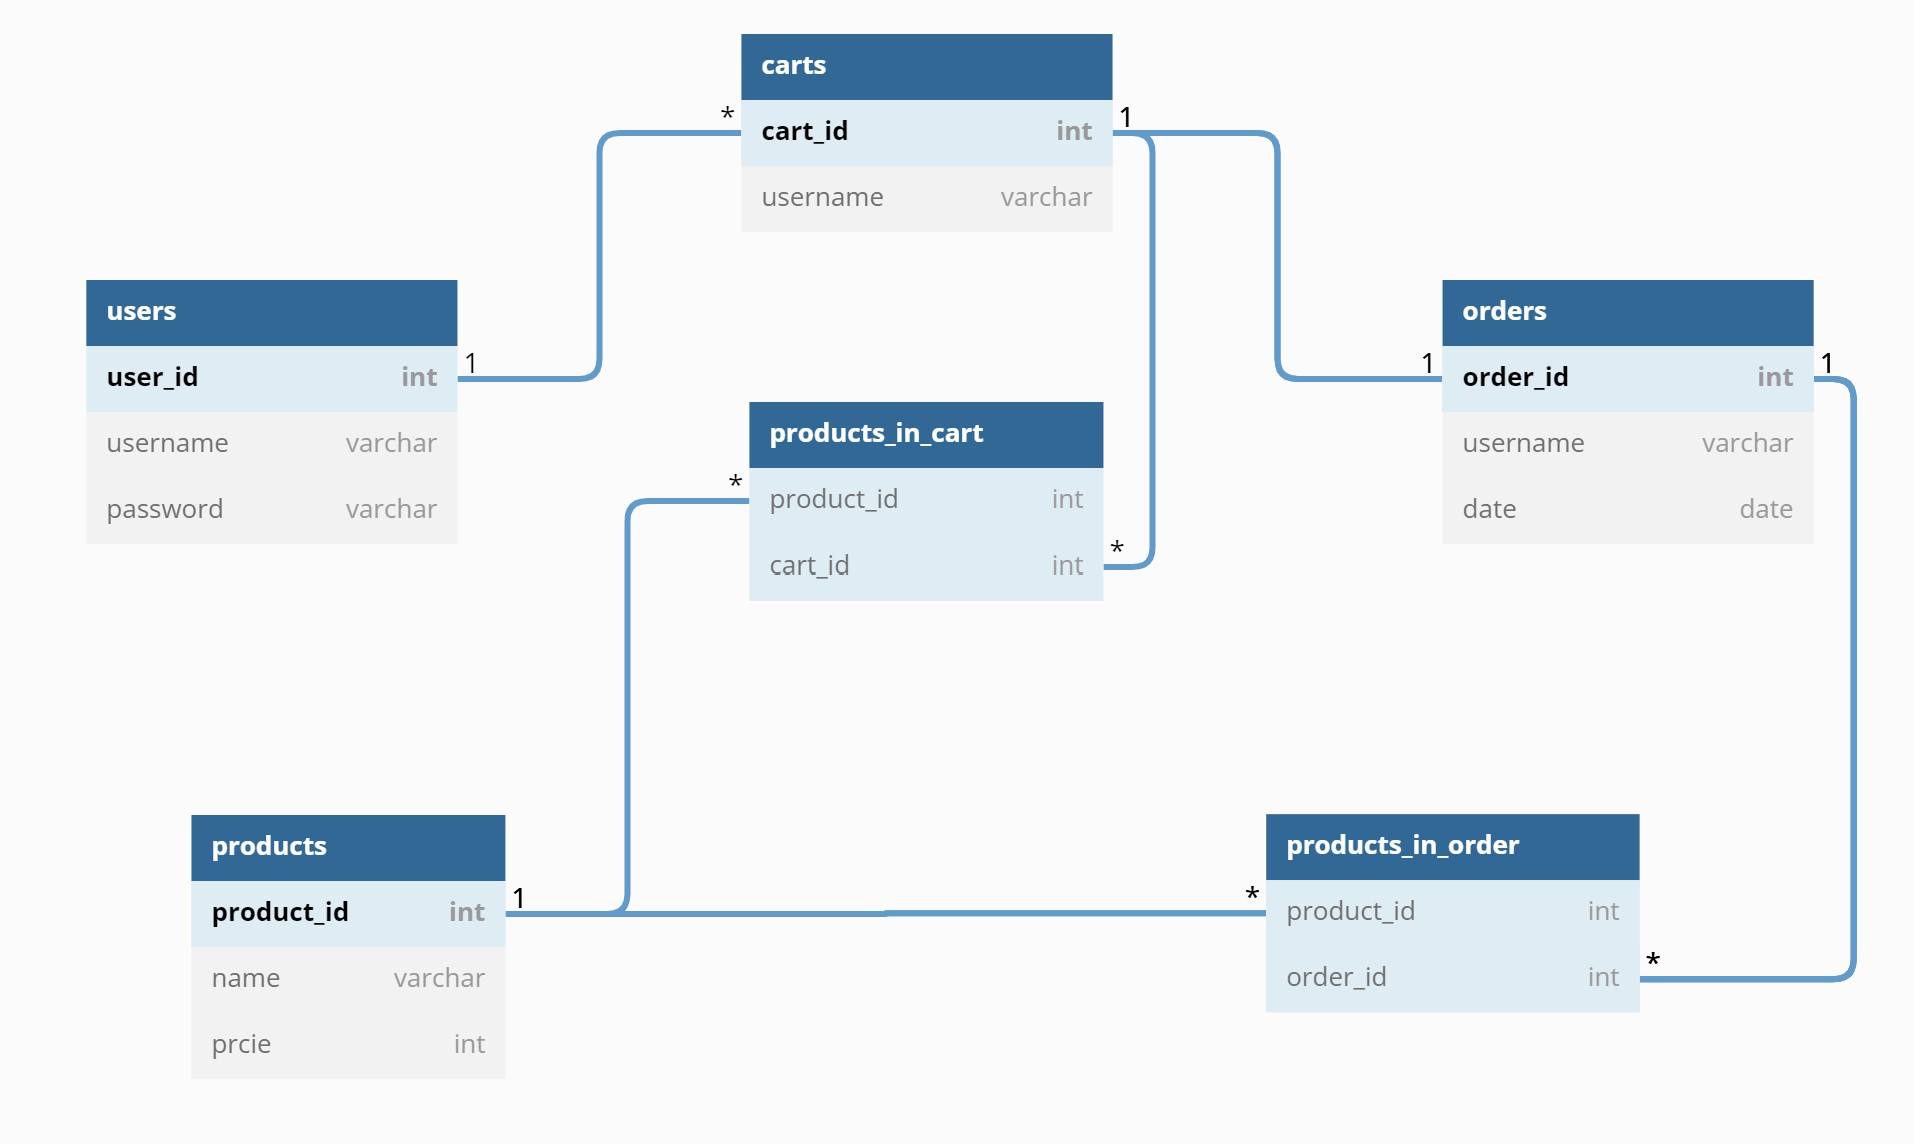 carts
* cart_id int 1
username varchar
users
user_id int 1
username varchar
password varchar
orders
1 order_id int 1
username varchar
date date
products_in_cart
* product_id int
cart_id int *
products
product_id int 1
name varchar
prcie int
products_in_order
* product_id int
order_id int *